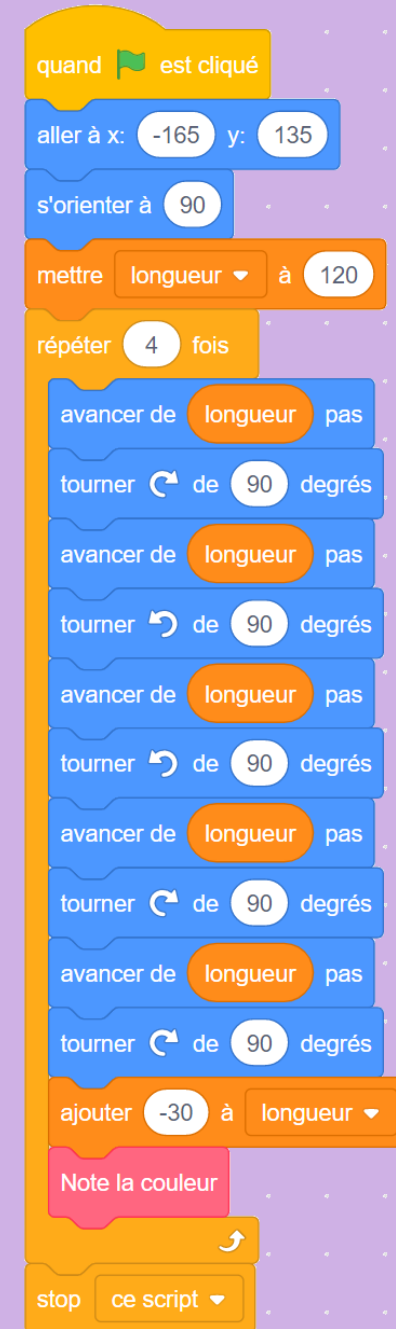 quand est cliqué
aller à x: -165 y: 135
s'orienter à 90
mettre longueur à 120
répéter 4 fois
avancer de longueur pas
tourner de 90 degrés
avancer de longueur pas
tourner de 90 degrés
avancer de longueur pas
tourner de 90 degrés
avancer de longueur pas
tourner de 90 degrés
avancer de longueur pas
tourner de 90 degrés
ajouter -30 à longueur
Note la couleur
stop ce script